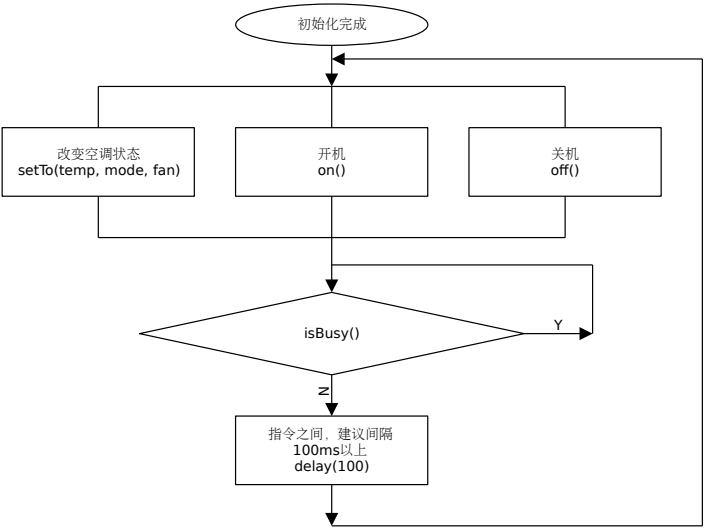 初始化完成
改变空调状态
setTo(temp, mode, fan)
开机
on()
关机
off()
isBusy()
Y
N
指令之间，建议间隔
100ms以上
delay(100)